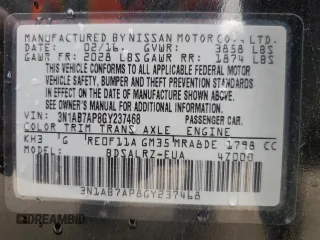 MANUFACTURED BY NISSAN MOTOR CO., LTD.
DATE: 02/16 GVWR: 3858 LBS
GAWR FR: 2028 LBS RR: 1874 LBS
THIS VEHICLE CONFORMS TO ALL APPLICABLE FEDERAL MOTOR
VEHICLE SAFETY, BUMPER, AND THEFT PREVENTION STANDARDS
IN EFFECT ON THE DATE OF MANUFACTURE SHOWN ABOVE.
SEE OWNER'S MANUAL FOR ADDITIONAL INFORMATION.
VIN: 3N1AB7AP8GY237468 PASSENGER CAR.
COLOR TRIM TRANS AXLE ENGINE
KH3 G RE0F11A GM35 MRA8DE 1798 CC
BDSALRZ-EUA 4Z000
3N1AB7AP8GY237468
DREAMBID